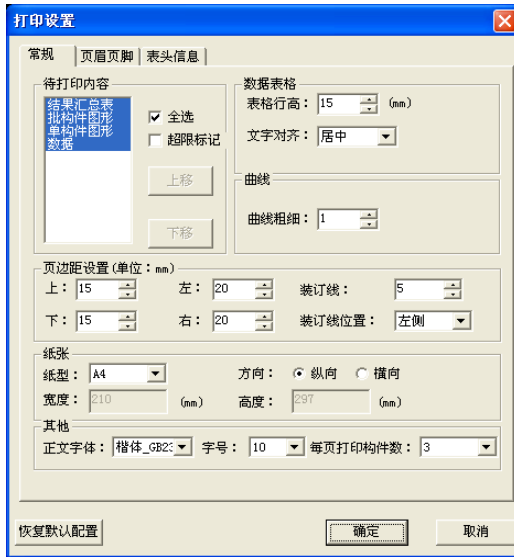 打印设置
常规 页眉页脚 表头信息
待打印内容
结果汇总表
批构件图形
单构件图形
数据
全选
超限标记
上移
下移
数据表格
表格行高： 15 (mm)
文字对齐： 居中
曲线
曲线粗细： 1
页边距设置(单位：mm)
上： 15 左： 20 装订线： 5
下： 15 右： 20 装订线位置： 左侧
纸张
纸型： A4 方向： 纵向 横向
宽度： 210 (mm) 高度： 297 (mm)
其他
正文字体： 楷体_GB23 字号： 10 每页打印构件数： 3
恢复默认配置 确定 取消